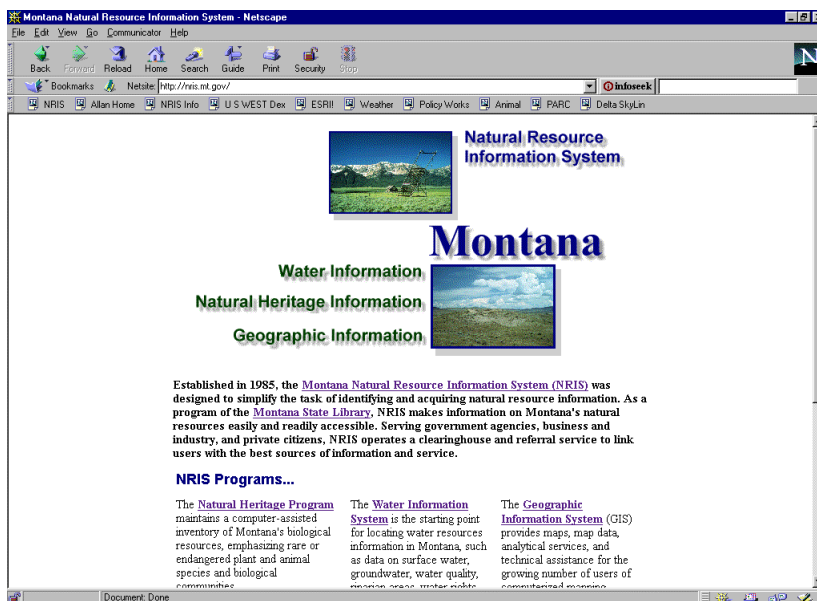 Montana Natural Resource Information System - Netscape
File Edit View Go Communicator Help
Back Forward Reload Home Search Guide Print Security Stop
N
Bookmarks Netsite: http://nris.mt.gov/ infoseek
NRIS Allan Home NRIS Info U S WEST Dex ESRI! Weather Policy Works Animal PARC Delta SkyLin
Natural Resource
Information System
Montana
Water Information
Natural Heritage Information
Geographic Information
Established in 1985, the Montana Natural Resource Information System (NRIS) was
designed to simplify the task of identifying and acquiring natural resource information. As a
program of the Montana State Library, NRIS makes information on Montana's natural
resources easily and readily accessible. Serving government agencies, business and
industry, and private citizens, NRIS operates a clearinghouse and referral service to link
users with the best sources of information and service.
NRIS Programs...
The Natural Heritage Program
maintains a computer-assisted
inventory of Montana's biological
resources, emphasizing rare or
endangered plant and animal
species and biological
communities
The Water Information
System is the starting point
for locating water resources
information in Montana, such
as data on surface water,
groundwater, water quality,
riparian areas, water rights
The Geographic
Information System (GIS)
provides maps, map data,
analytical services, and
technical assistance for the
growing number of users of
computerized mapping
Document: Done